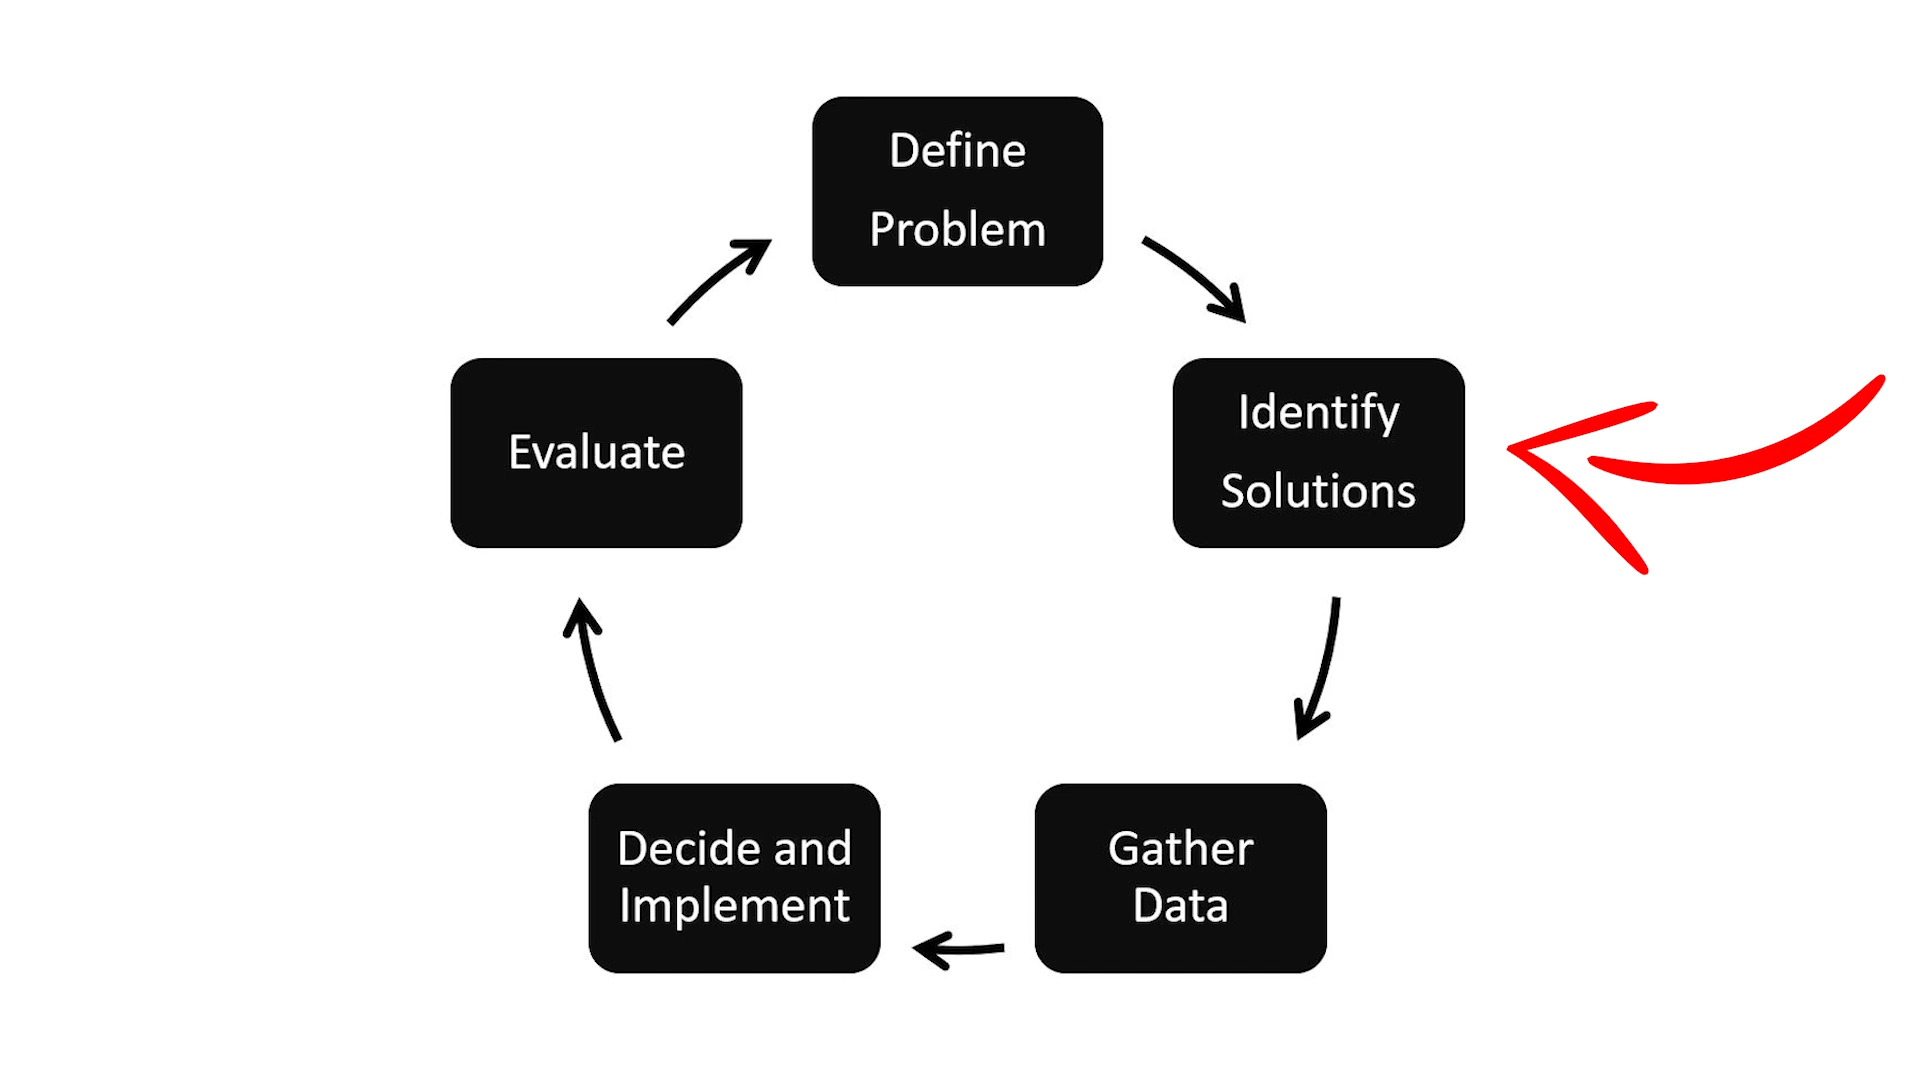 Define
Problem
Identify
Solutions
Gather
Data
Decide and
Implement
Evaluate